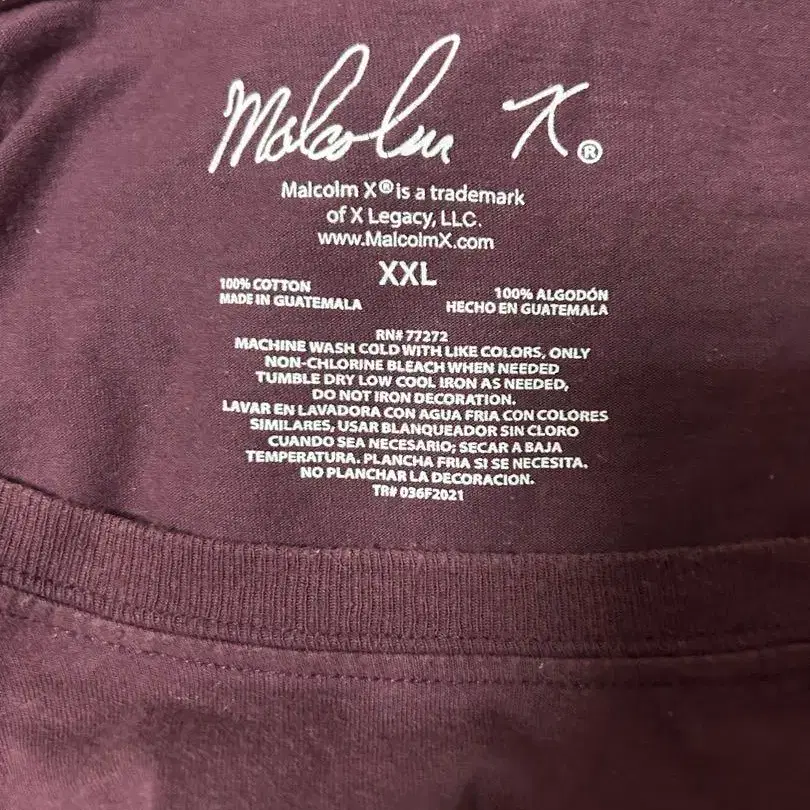 Malcolm X®
Malcolm X® is a trademark
of X Legacy, LLC.
www.MalcolmX.com
XXL
100% COTTON
MADE IN GUATEMALA
100% ALGODÓN
HECHO EN GUATEMALA
RN# 77272
MACHINE WASH COLD WITH LIKE COLORS, ONLY
NON-CHLORINE BLEACH WHEN NEEDED
TUMBLE DRY LOW COOL IRON AS NEEDED,
DO NOT IRON DECORATION.
LAVAR EN LAVADORA CON AGUA FRIA CON COLORES
SIMILARES, USAR BLANQUEADOR SIN CLORO
CUANDO SEA NECESARIO; SECAR A BAJA
TEMPERATURA. PLANCHA FRIA SI SE NECESITA.
NO PLANCHAR LA DECORACION.
TR# 036F2021